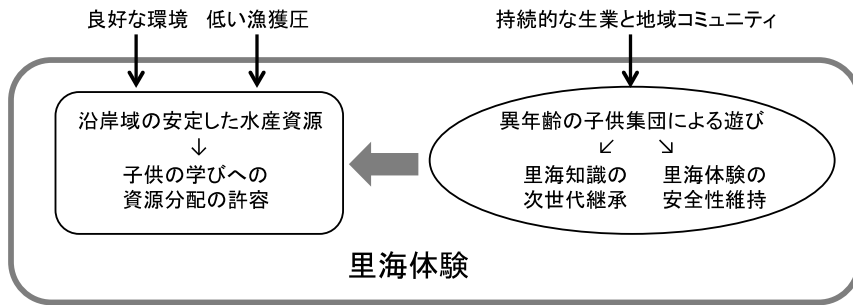 良好な環境 低い漁獲圧
持続的な生業と地域コミュニティ
沿岸域の安定した水産資源
↓
子供の学びへの
資源分配の許容
異年齢の子供集団による遊び
↙ ↘
里海知識の
次世代継承
里海体験の
安全性維持
里海体験